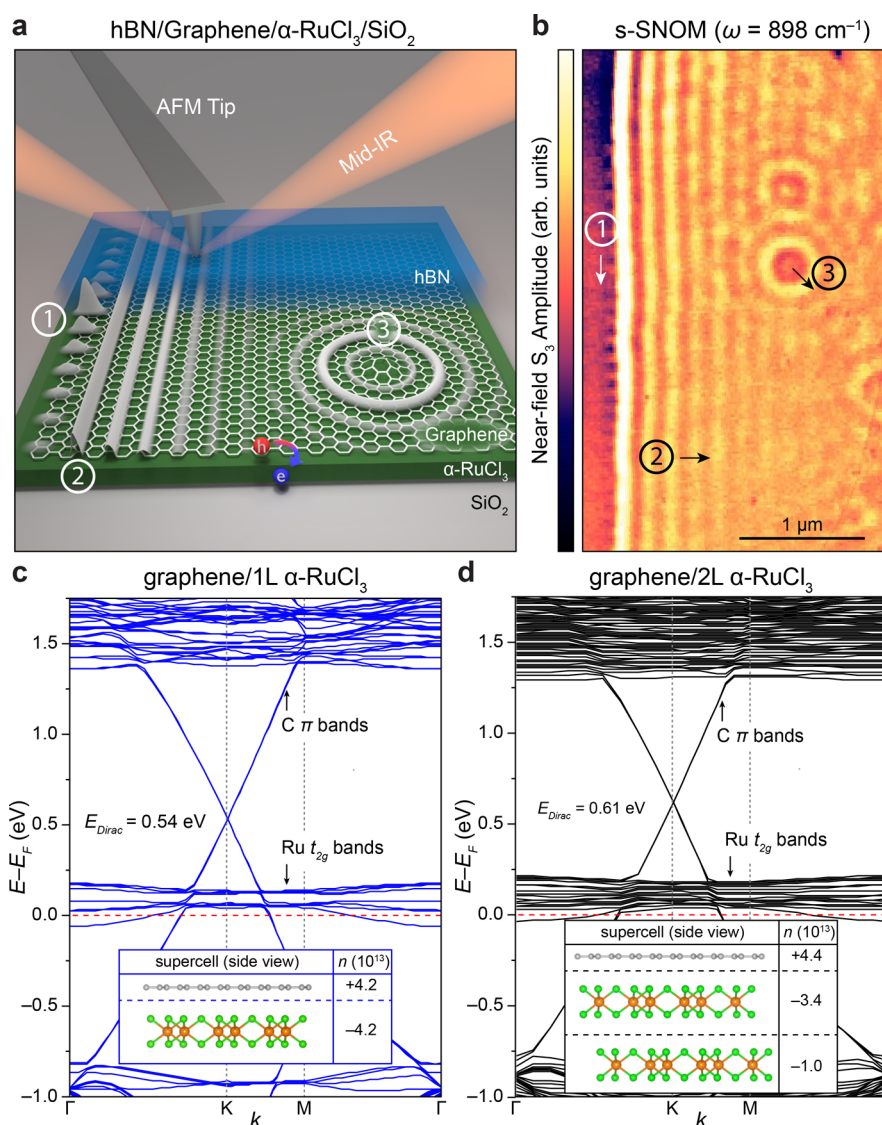 a hBN/Graphene/α-RuCl₃/SiO₂
AFM Tip
Mid-IR
hBN
1
3
Graphene
h
α-RuCl₃
2
e
SiO₂
b s-SNOM (ω = 898 cm⁻¹)
Near-field S₃ Amplitude (arb. units)
1
3
2
1 µm
c graphene/1L α-RuCl₃
E–E_F (eV)
1.5
1.0
0.5
0.0
−0.5
−1.0
C π bands
E_Dirac = 0.54 eV
Ru t₂g bands
supercell (side view) n (10¹³)
+4.2
−4.2
Γ K M Γ
k
d graphene/2L α-RuCl₃
E–E_F (eV)
1.5
1.0
0.5
0.0
−0.5
−1.0
C π bands
E_Dirac = 0.61 eV
Ru t₂g bands
supercell (side view) n (10¹³)
+4.4
−3.4
−1.0
Γ K M Γ
k